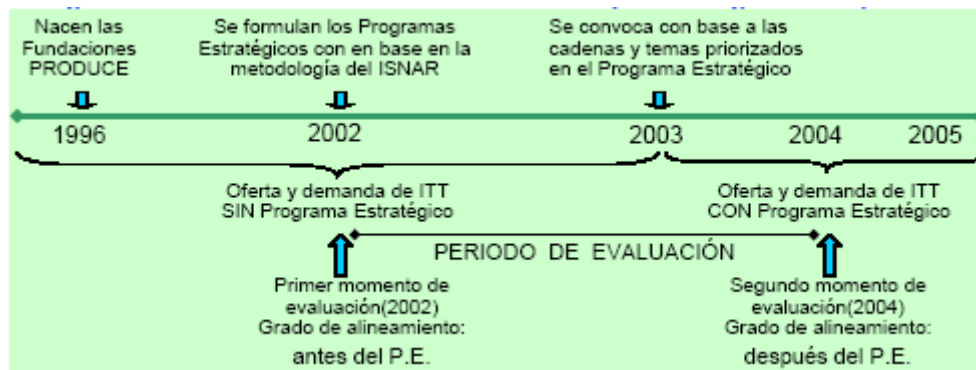 Nacen las
Fundaciones
PRODUCE
Se formulan los Programas
Estratégicos con en base en la
metodología del ISNAR
Se convoca con base a las
cadenas y temas priorizados
en el Programa Estratégico
1996
2002
2003
2004
2005
Oferta y demanda de ITT
SIN Programa Estratégico
Oferta y demanda de ITT
CON Programa Estratégico
PERIODO DE EVALUACIÓN
Primer momento de
evaluación(2002)
Grado de alineamiento:
antes del P.E.
Segundo momento de
evaluación(2004)
Grado de alineamiento:
después del P.E.